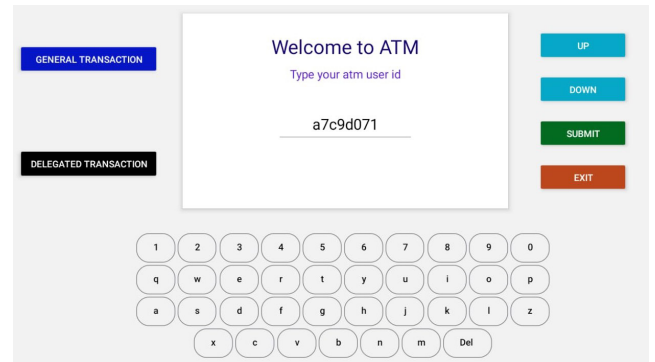 Welcome to ATM
Type your atm user id
a7c9d071
GENERAL TRANSACTION
DELEGATED TRANSACTION
UP
DOWN
SUBMIT
EXIT
1 2 3 4 5 6 7 8 9 0
q w e r t y u i o p
a s d f g h j k l z
x c v b n m Del